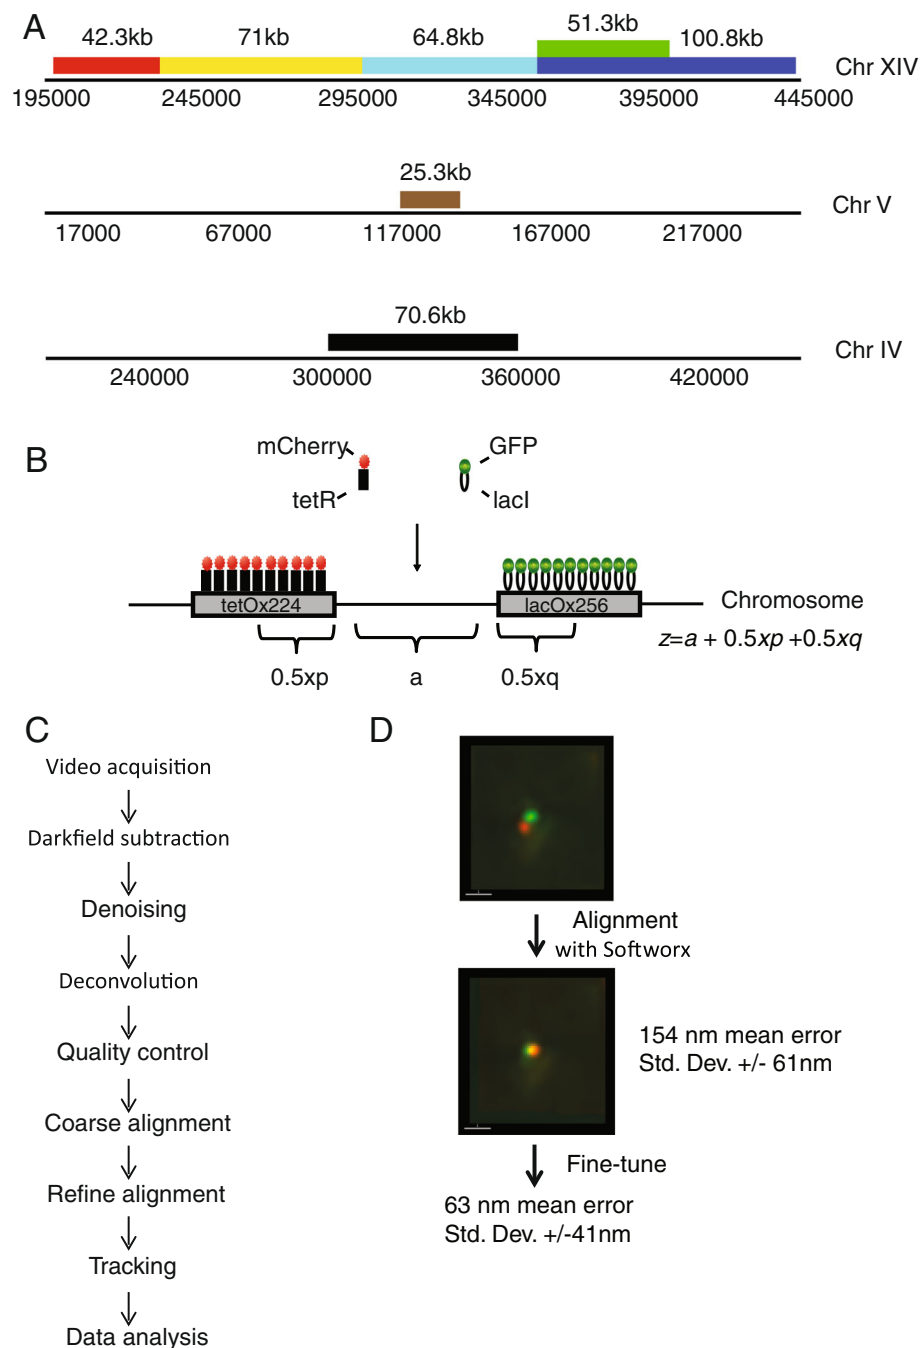 A
42.3kb 71kb 64.8kb 51.3kb 100.8kb
Chr XIV
195000 245000 295000 345000 395000 445000
25.3kb
Chr V
17000 67000 117000 167000 217000
70.6kb
Chr IV
240000 300000 360000 420000
B
mCherry GFP
tetR lacI
tetOx224 lacOx256 Chromosome
z=a + 0.5xp +0.5xq
0.5xp a 0.5xq
C
Video acquisition
Darkfield subtraction
Denoising
Deconvolution
Quality control
Coarse alignment
Refine alignment
Tracking
Data analysis
D
Alignment
with Softworx
154 nm mean error
Std. Dev. +/- 61nm
Fine-tune
63 nm mean error
Std. Dev. +/-41nm